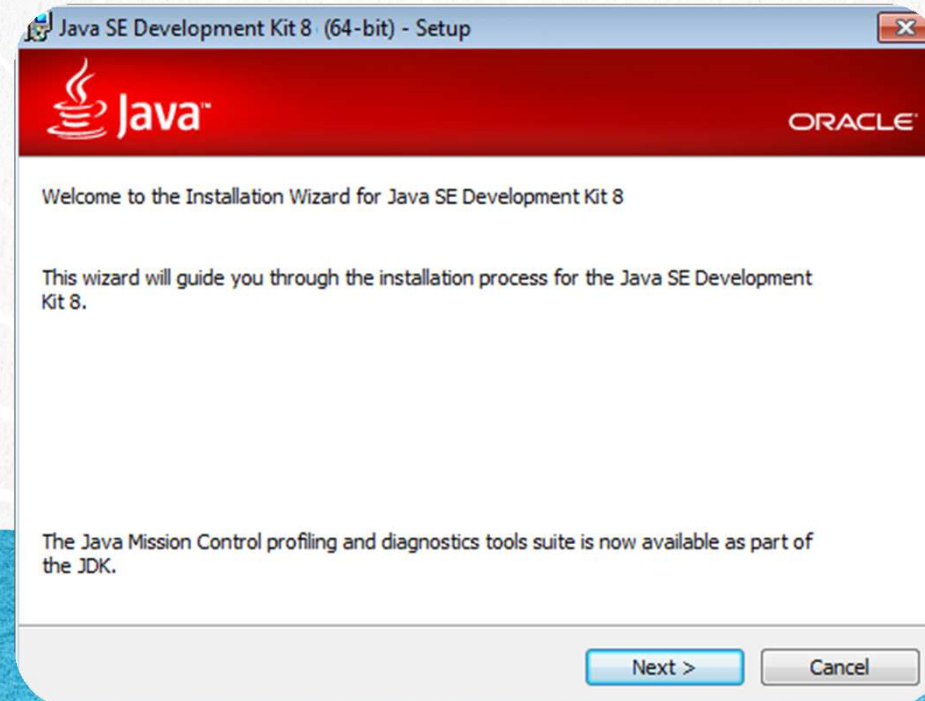 Java SE Development Kit 8 (64-bit) - Setup
Java™
ORACLE
Welcome to the Installation Wizard for Java SE Development Kit 8
This wizard will guide you through the installation process for the Java SE Development
Kit 8.
The Java Mission Control profiling and diagnostics tools suite is now available as part of
the JDK.
Next >
Cancel